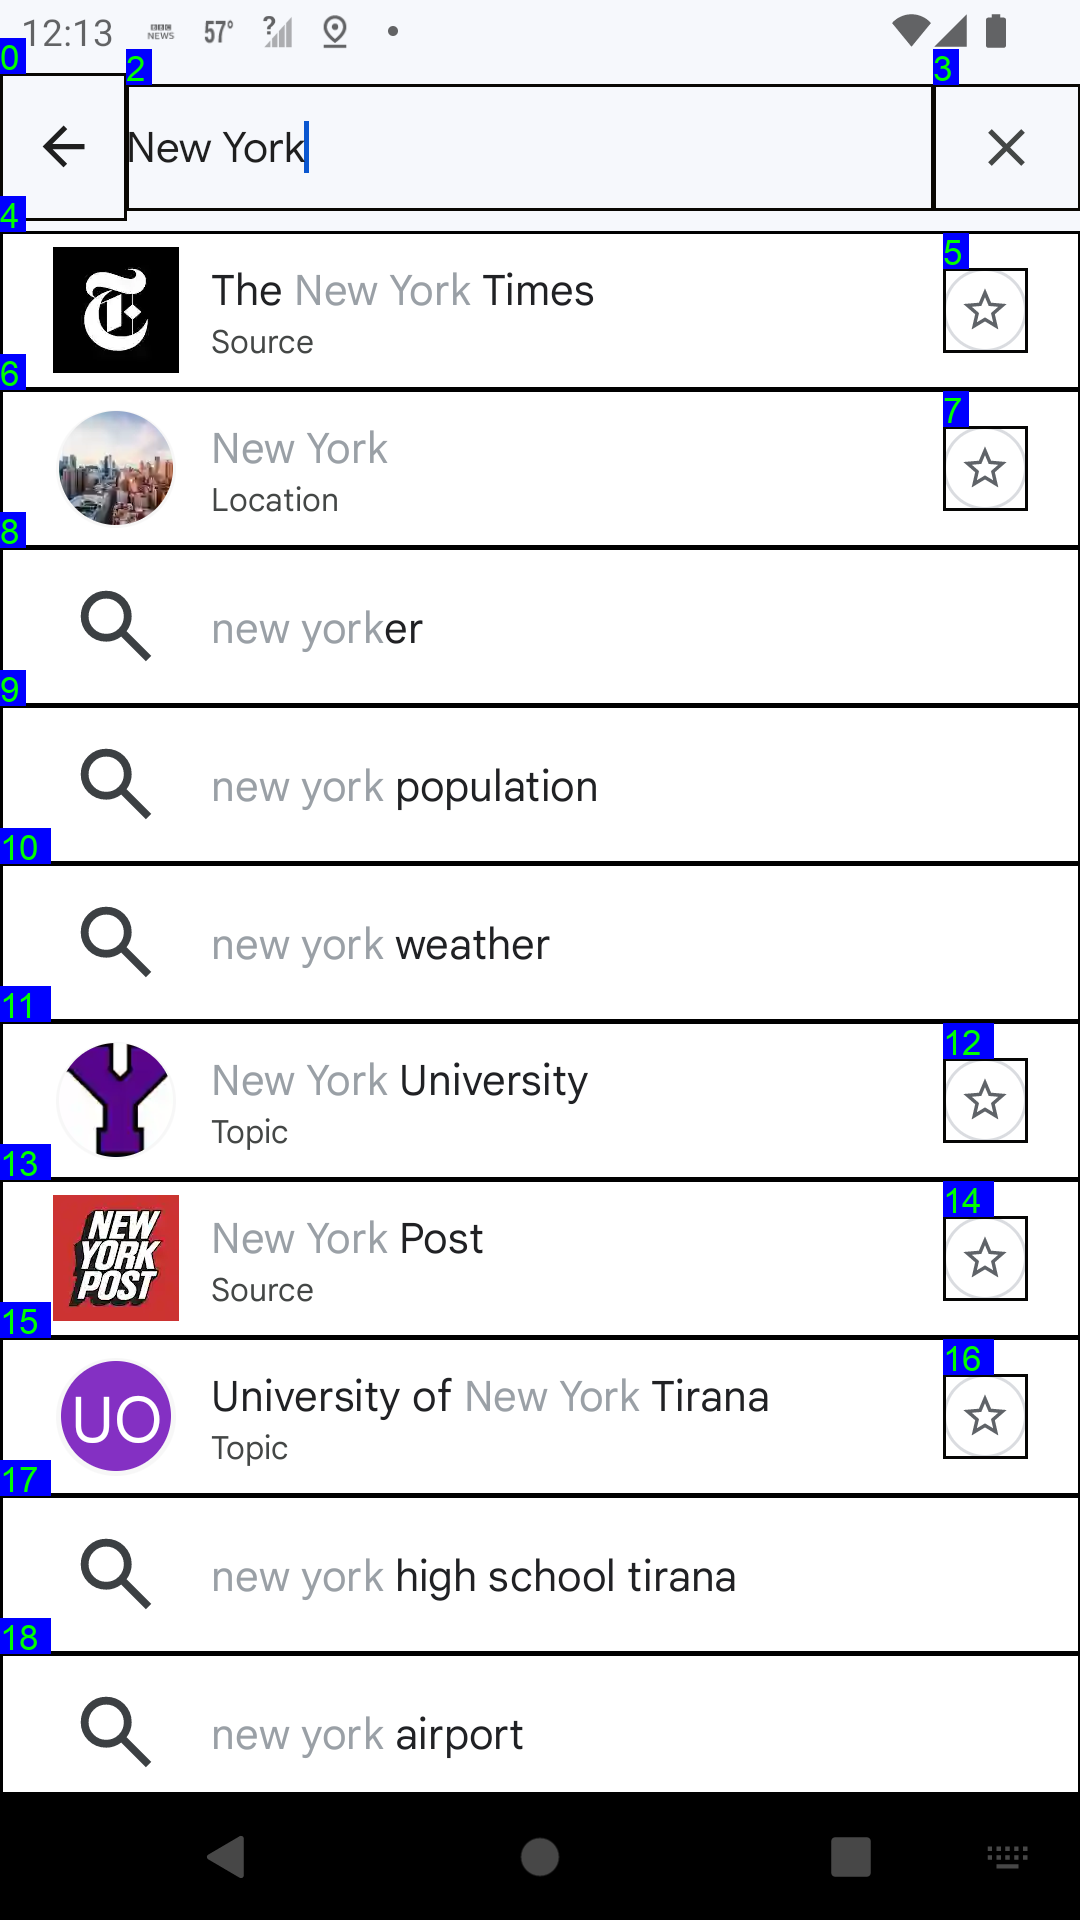 12:13 BBC NEWS 57° ?
0
2
3
New York
4
5
The New York Times
Source
6
7
New York
Location
8
new yorker
9
new york population
10
new york weather
11
12
New York University
Topic
13
14
NEW YORK POST
New York Post
Source
15
16
UO
University of New York Tirana
Topic
17
new york high school tirana
18
new york airport